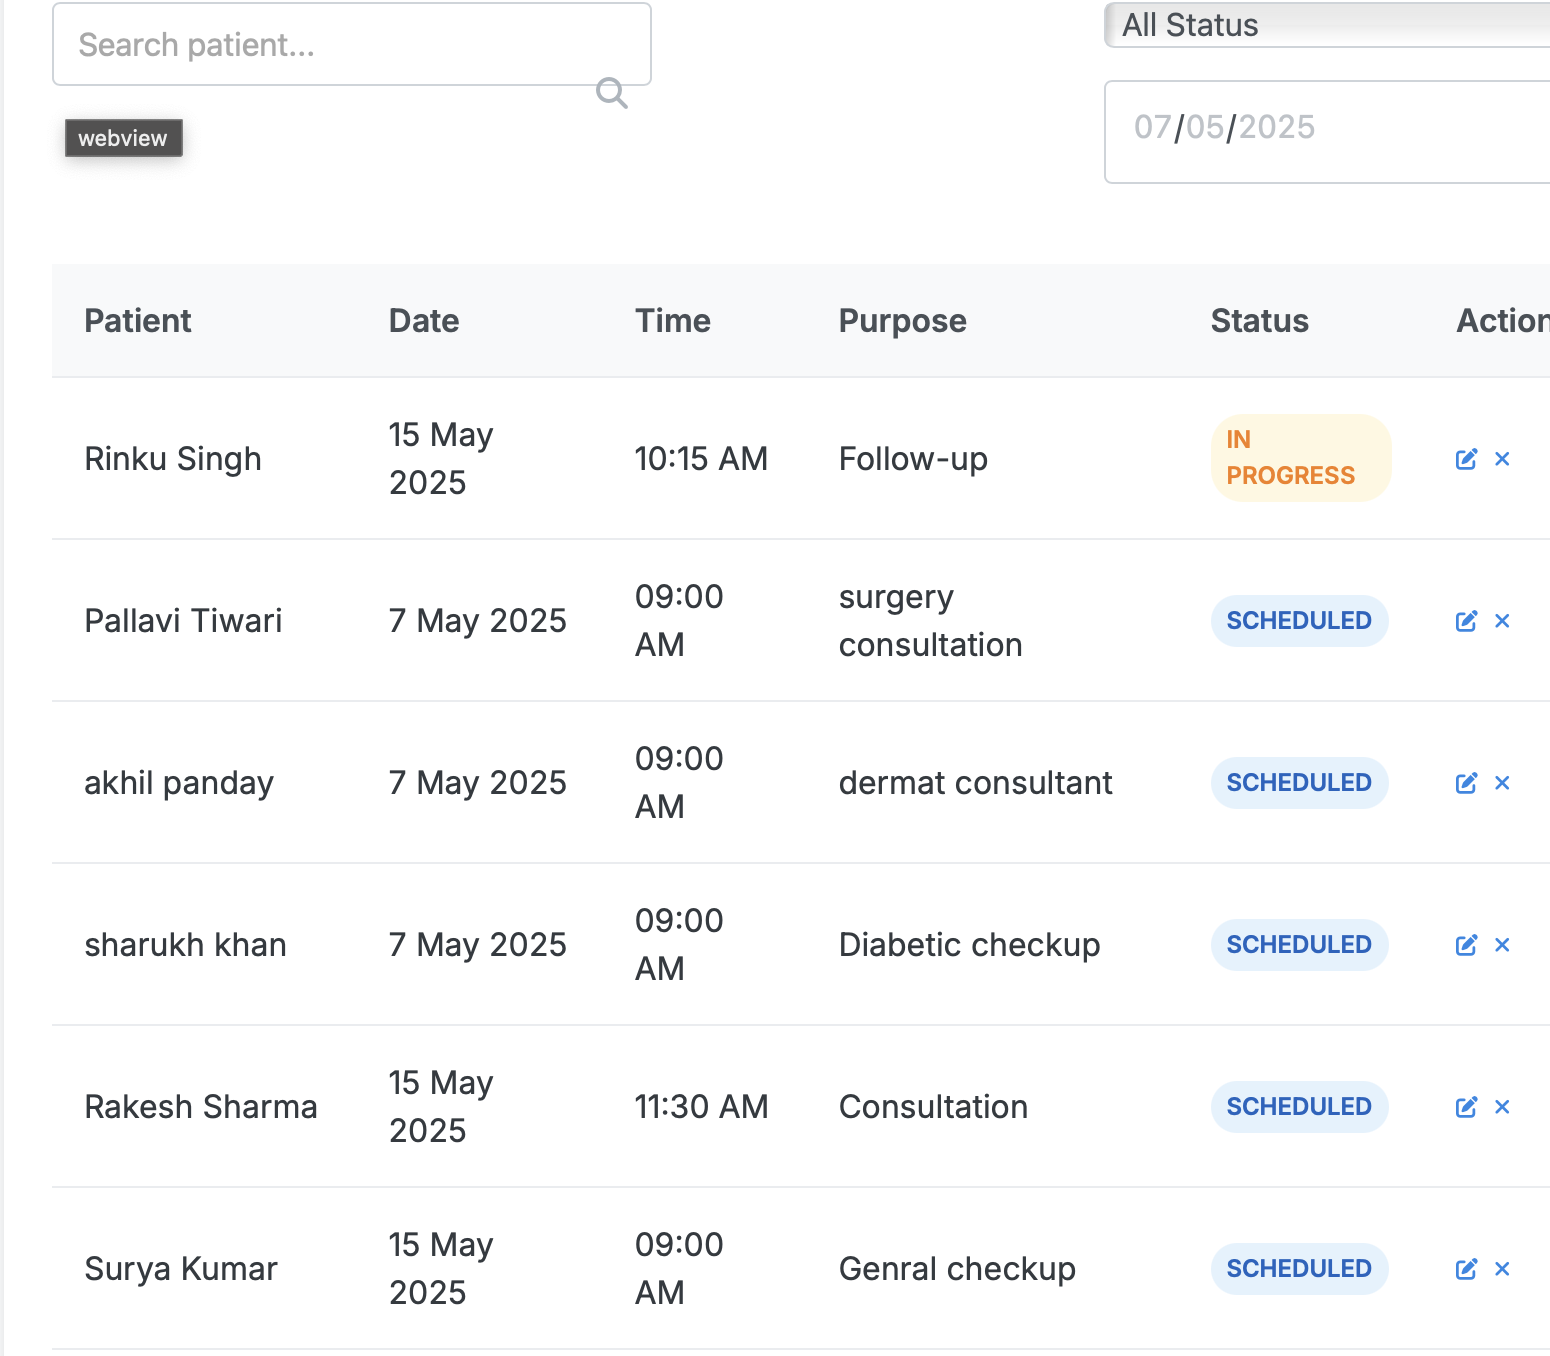 Search patient...
All Status
webview
07/05/2025
Patient Date Time Purpose Status Action
Rinku Singh 15 May 2025 10:15 AM Follow-up IN PROGRESS
Pallavi Tiwari 7 May 2025 09:00 AM surgery consultation SCHEDULED
akhil panday 7 May 2025 09:00 AM dermat consultant SCHEDULED
sharukh khan 7 May 2025 09:00 AM Diabetic checkup SCHEDULED
Rakesh Sharma 15 May 2025 11:30 AM Consultation SCHEDULED
Surya Kumar 15 May 2025 09:00 AM Genral checkup SCHEDULED